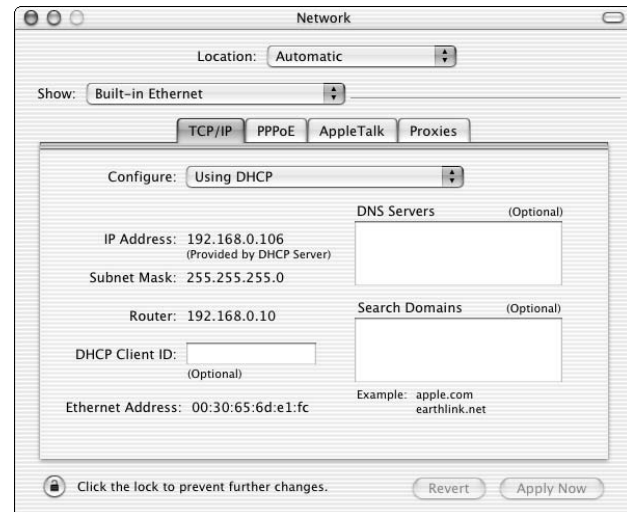 Network
Location: Automatic
Show: Built-in Ethernet
TCP/IP PPPoE AppleTalk Proxies
Configure: Using DHCP
DNS Servers (Optional)
IP Address: 192.168.0.106
(Provided by DHCP Server)
Subnet Mask: 255.255.255.0
Router: 192.168.0.10
Search Domains (Optional)
DHCP Client ID:
(Optional)
Example: apple.com
earthlink.net
Ethernet Address: 00:30:65:6d:e1:fc
Click the lock to prevent further changes.
Revert Apply Now